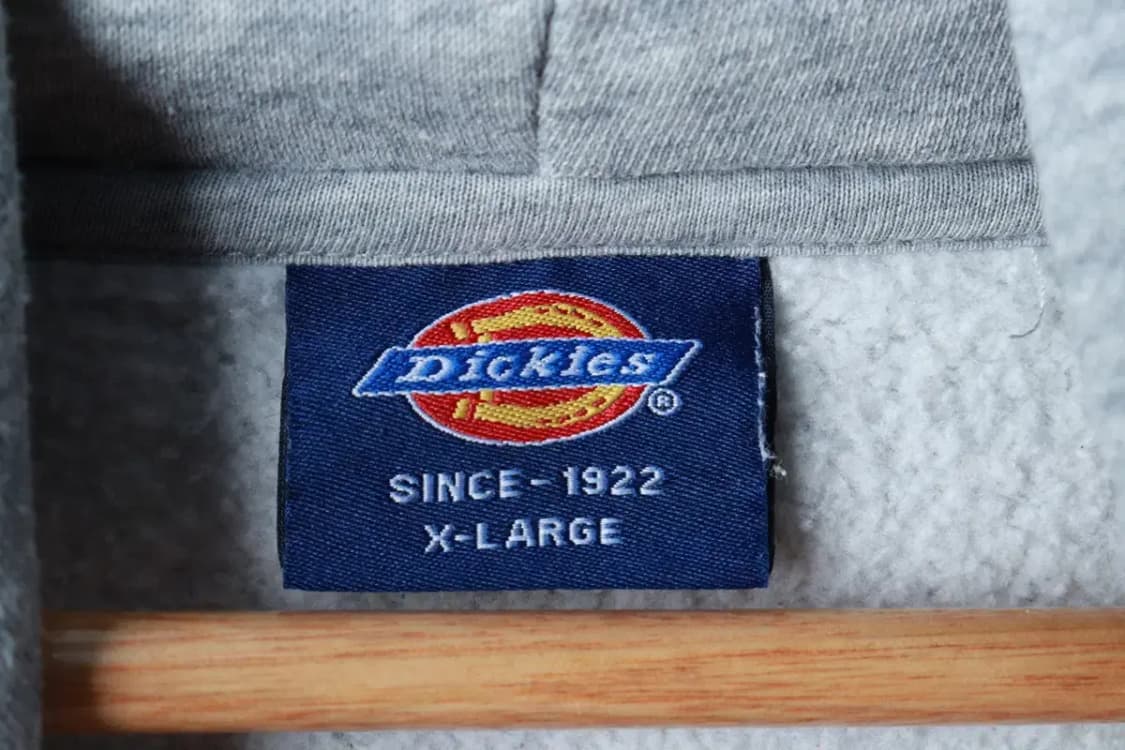 Dickies
®
SINCE-1922
X-LARGE